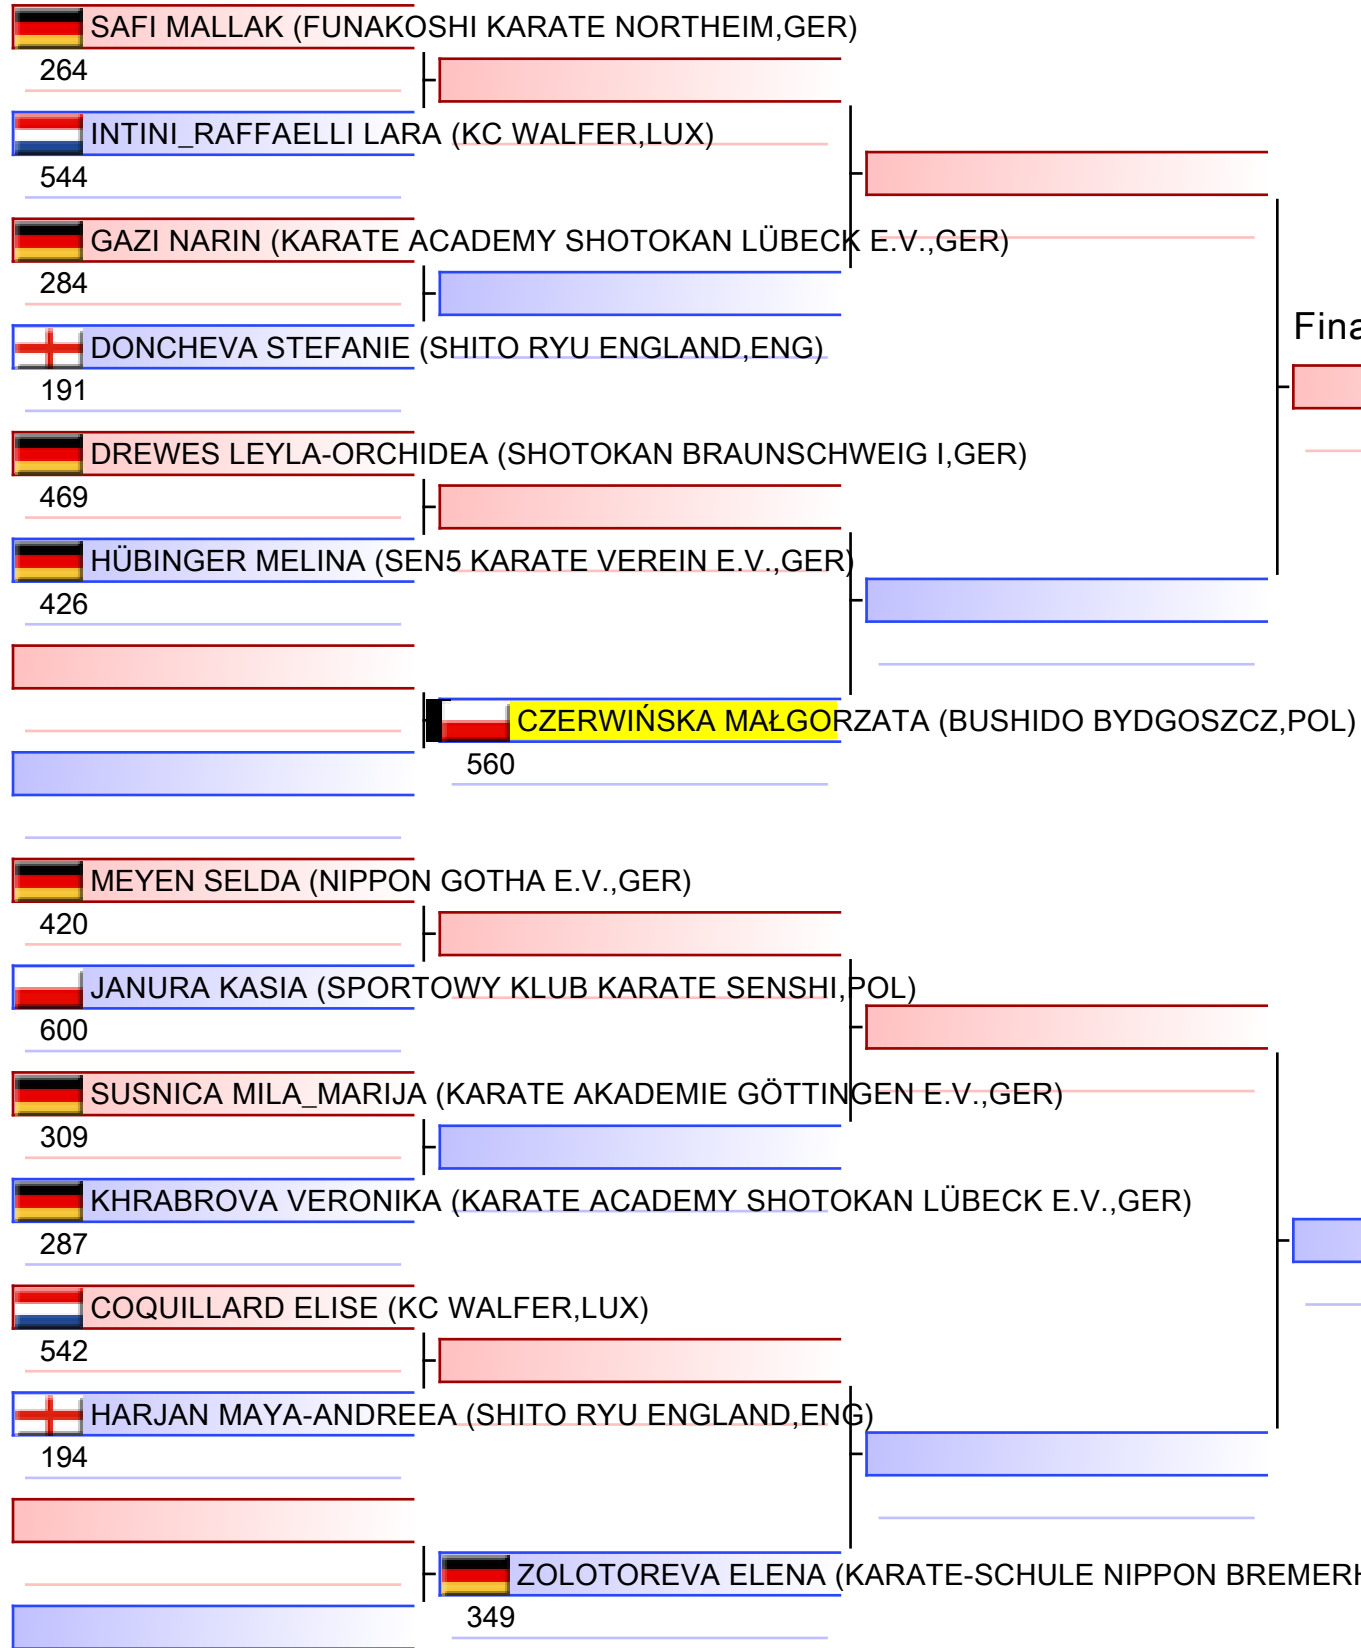 SAFI MALLAK (FUNAKOSHI KARATE NORTHEIM,GER)
264
INTINI_RAFFAELLI LARA (KC WALFER,LUX)
544
GAZI NARIN (KARATE ACADEMY SHOTOKAN LÜBECK E.V.,GER)
284
Fina
DONCHEVA STEFANIE (SHITO RYU ENGLAND,ENG)
191
DREWES LEYLA-ORCHIDEA (SHOTOKAN BRAUNSCHWEIG I,GER)
469
HÜBINGER MELINA (SEN5 KARATE VEREIN E.V.,GER)
426
CZERWIŃSKA MAŁGORZATA (BUSHIDO BYDGOSZCZ,POL)
560
MEYEN SELDA (NIPPON GOTHA E.V.,GER)
420
JANURA KASIA (SPORTOWY KLUB KARATE SENSHI,POL)
600
SUSNICA MILA_MARIJA (KARATE AKADEMIE GÖTTINGEN E.V.,GER)
309
KHRABROVA VERONIKA (KARATE ACADEMY SHOTOKAN LÜBECK E.V.,GER)
287
COQUILLARD ELISE (KC WALFER,LUX)
542
HARJAN MAYA-ANDREEA (SHITO RYU ENGLAND,ENG)
194
ZOLOTOREVA ELENA (KARATE-SCHULE NIPPON BREMERH
349